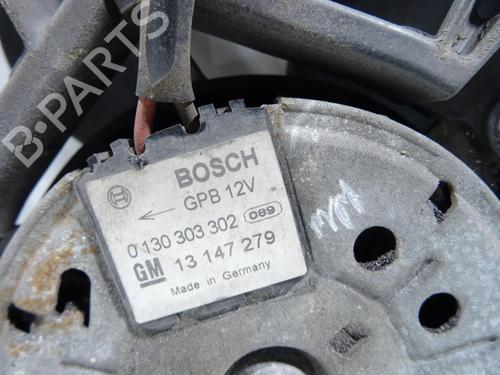 B-PARTS
BOSCH
GPB 12V
0 130 303 302 089
GM 13 147 279
Made in Germany